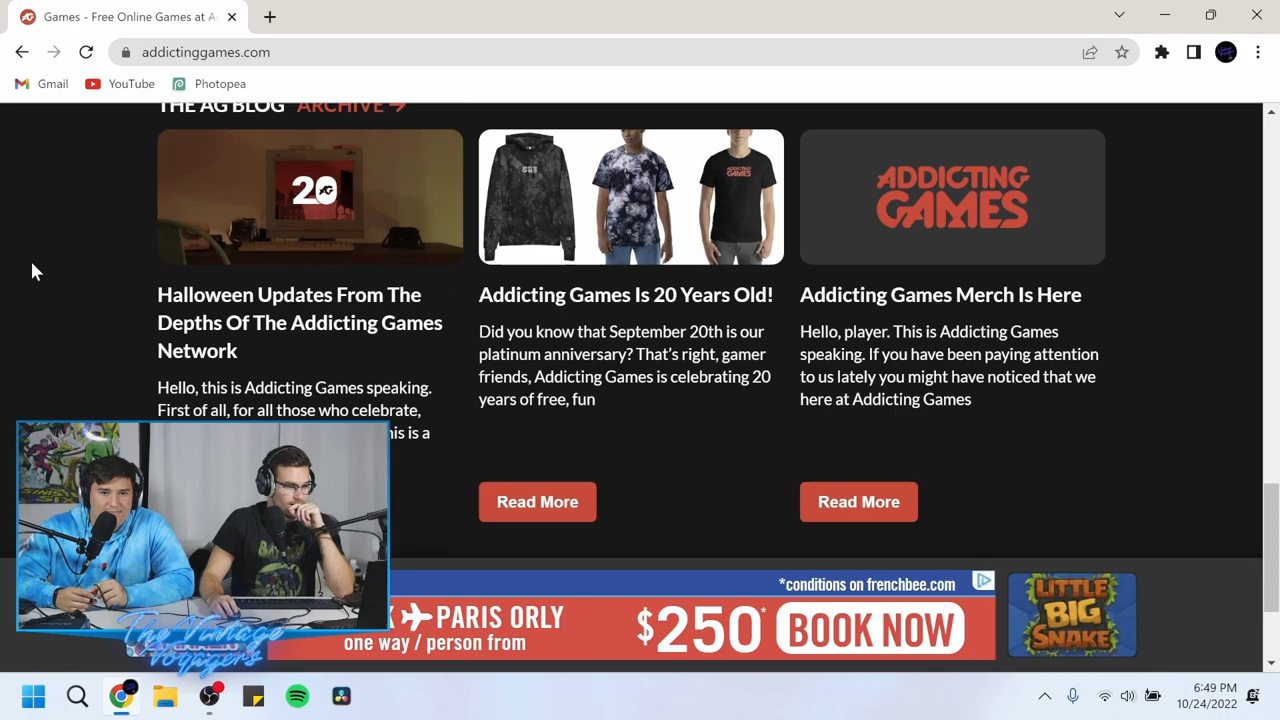 Games - Free Online Games at A
addictinggames.com
Gmail YouTube Photopea
THE AG BLOG ARCHIVE →
20
ADDICTING
GAMES
Halloween Updates From The
Depths Of The Addicting Games
Network
Hello, this is Addicting Games speaking.
First of all, for all those who celebrate,
his is a
Addicting Games Is 20 Years Old!
Did you know that September 20th is our
platinum anniversary? That's right, gamer
friends, Addicting Games is celebrating 20
years of free, fun
Read More
Addicting Games Merch Is Here
Hello, player. This is Addicting Games
speaking. If you have been paying attention
to us lately you might have noticed that we
here at Addicting Games
Read More
*conditions on frenchbee.com
K ✈ PARIS ORLY
one way / person from
$250* BOOK NOW
LITTLE
BIG
SNAKE
The Vintage
Voyagers
6:49 PM
10/24/2022